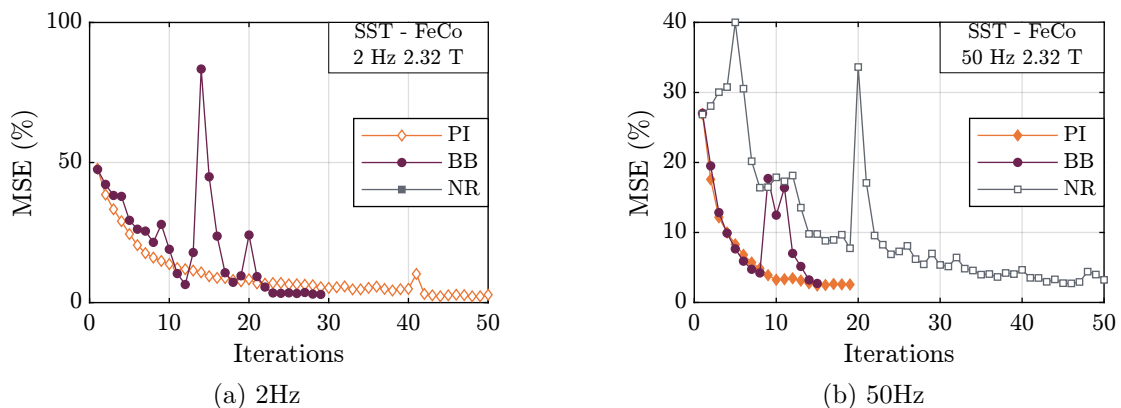 100
50
0
0
10
20
30
40
50
MSE (%)
Iterations
SST - FeCo
2 Hz 2.32 T
PI
BB
NR
(a) 2Hz
40
30
20
10
0
0
10
20
30
40
50
MSE (%)
Iterations
SST - FeCo
50 Hz 2.32 T
PI
BB
NR
(b) 50Hz